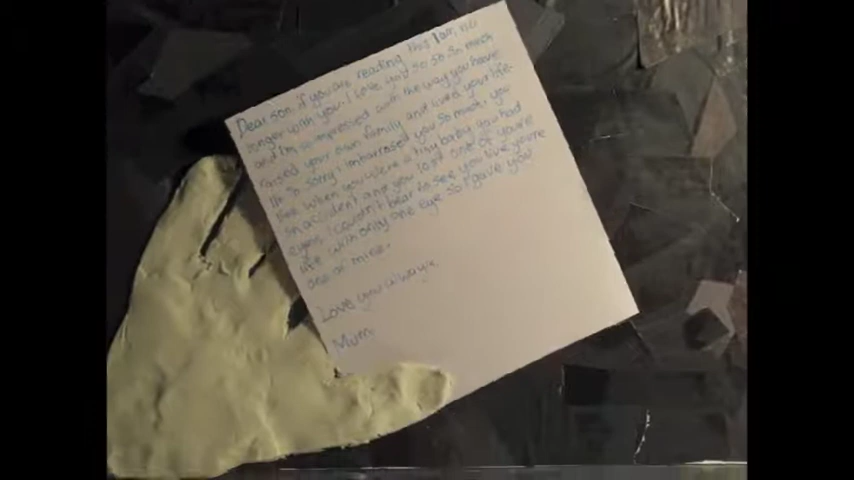 Dear son, if you are reading this I am no
longer with you. I Love you so so so much
and I'm so impressed with the way you have
raised your own family and lived your life.
I'm so sorry I embarrased you so much. You
see when you were a tiny baby you had
an accident and you lost one of your
eyes. I couldn't bear to see you live your
life with only one eye so I gave you
one of mine.
Love you always,
Mum